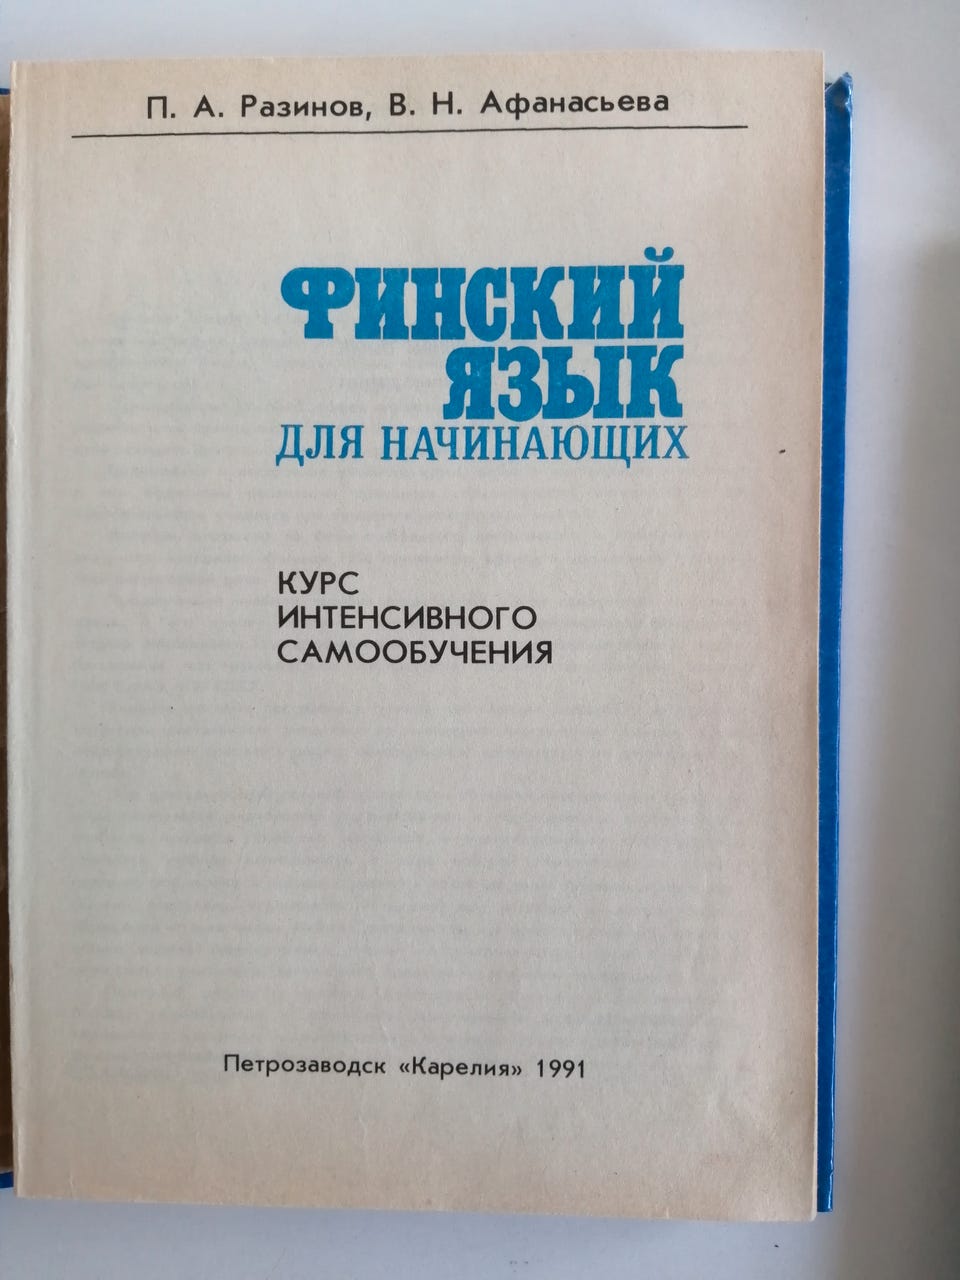 П. А. Разинов, В. Н. Афанасьева
ФИНСКИЙ
ЯЗЫК
ДЛЯ НАЧИНАЮЩИХ
КУРС
ИНТЕНСИВНОГО
САМООБУЧЕНИЯ
Петрозаводск «Карелия» 1991